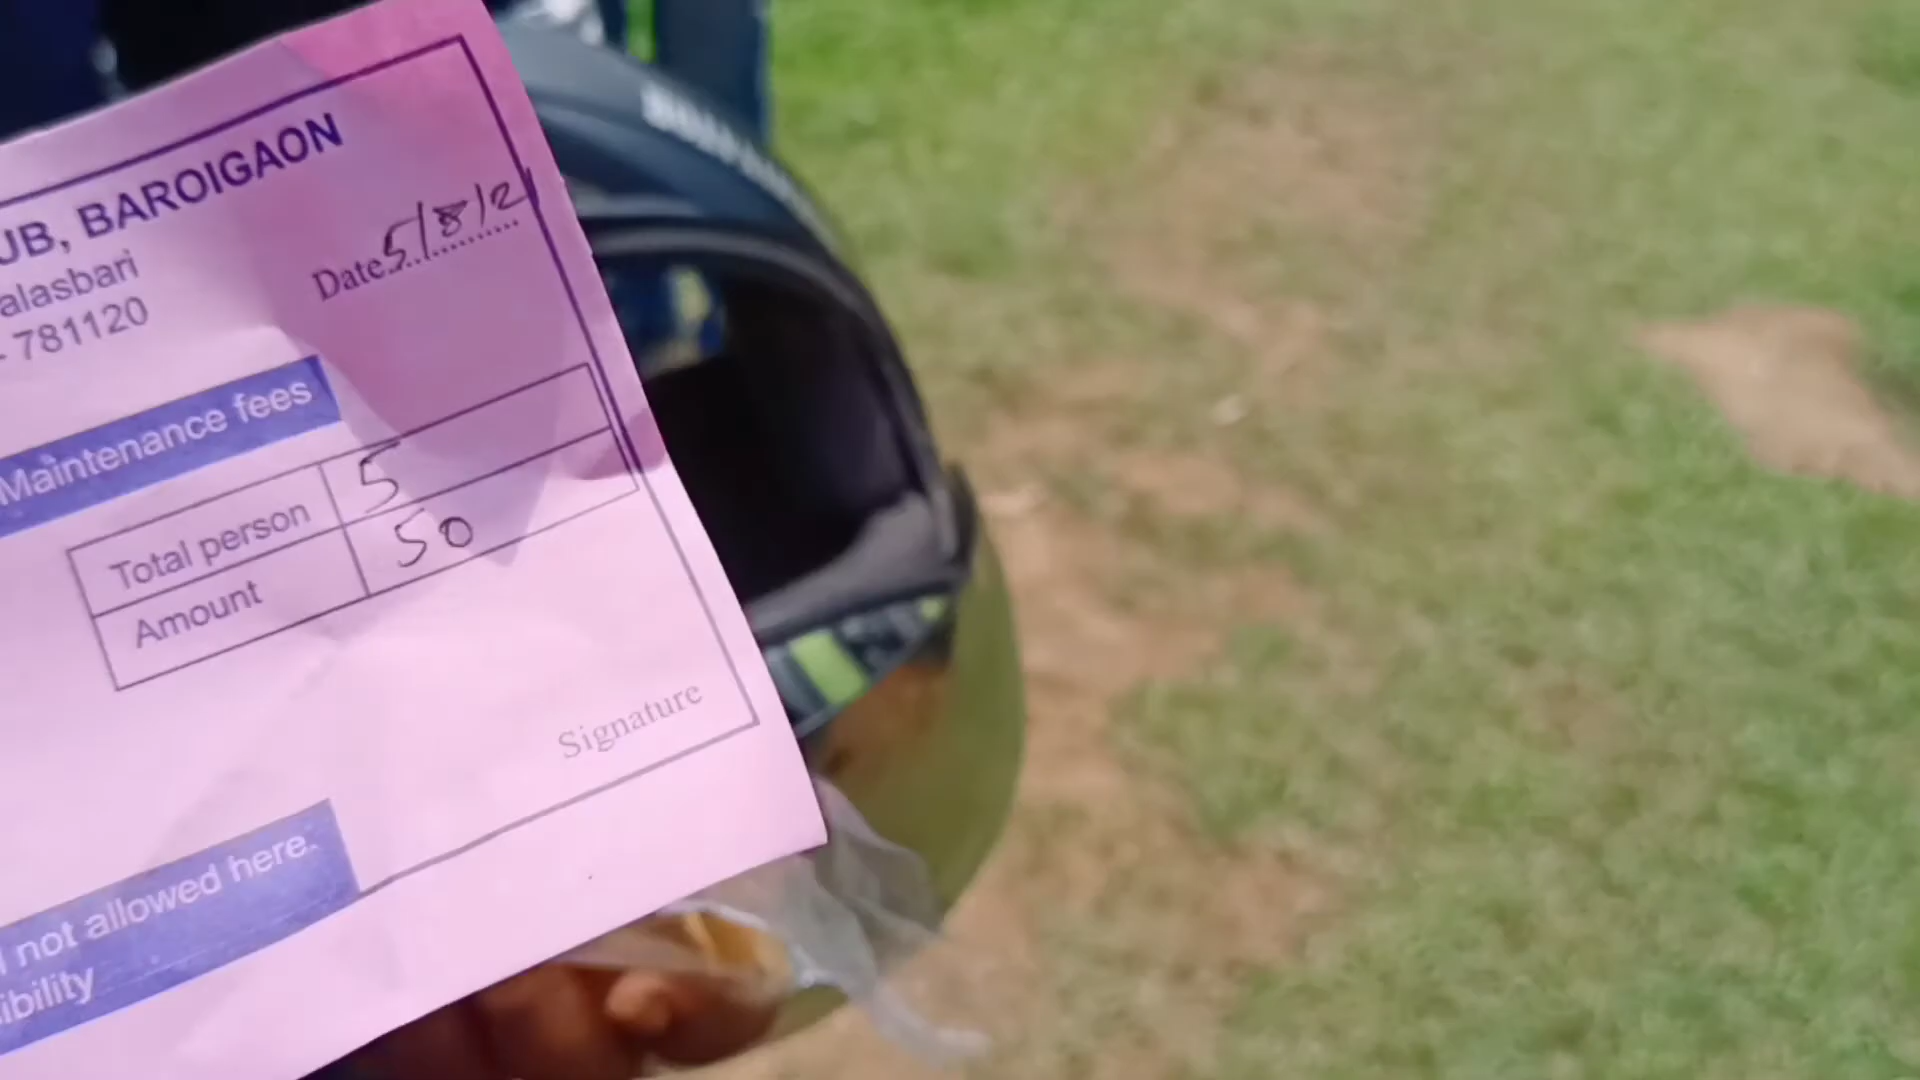 UB, BAROIGAON
alasbari
- 781120
Date 5/8/21
Maintenance fees
Total person 5
Amount 50
Signature
not allowed here.
ibility